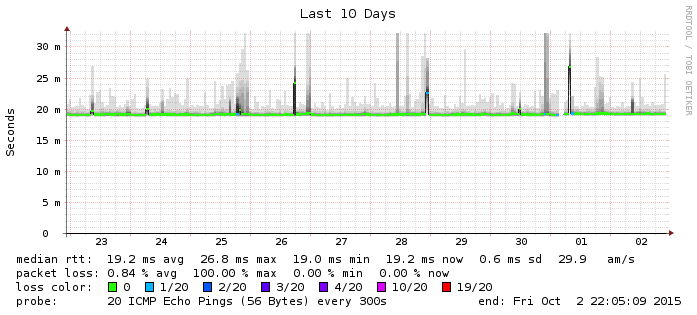 Last 10 Days
RRDTOOL / TOBI OETIKER
Seconds
30 m
25 m
20 m
15 m
10 m
5 m
0
23 24 25 26 27 28 29 30 01 02
median rtt: 19.2 ms avg 26.8 ms max 19.0 ms min 19.2 ms now 0.6 ms sd 29.9 am/s
packet loss: 0.84 % avg 100.00 % max 0.00 % min 0.00 % now
loss color: 0 1/20 2/20 3/20 4/20 10/20 19/20
probe: 20 ICMP Echo Pings (56 Bytes) every 300s end: Fri Oct 2 22:05:09 2015